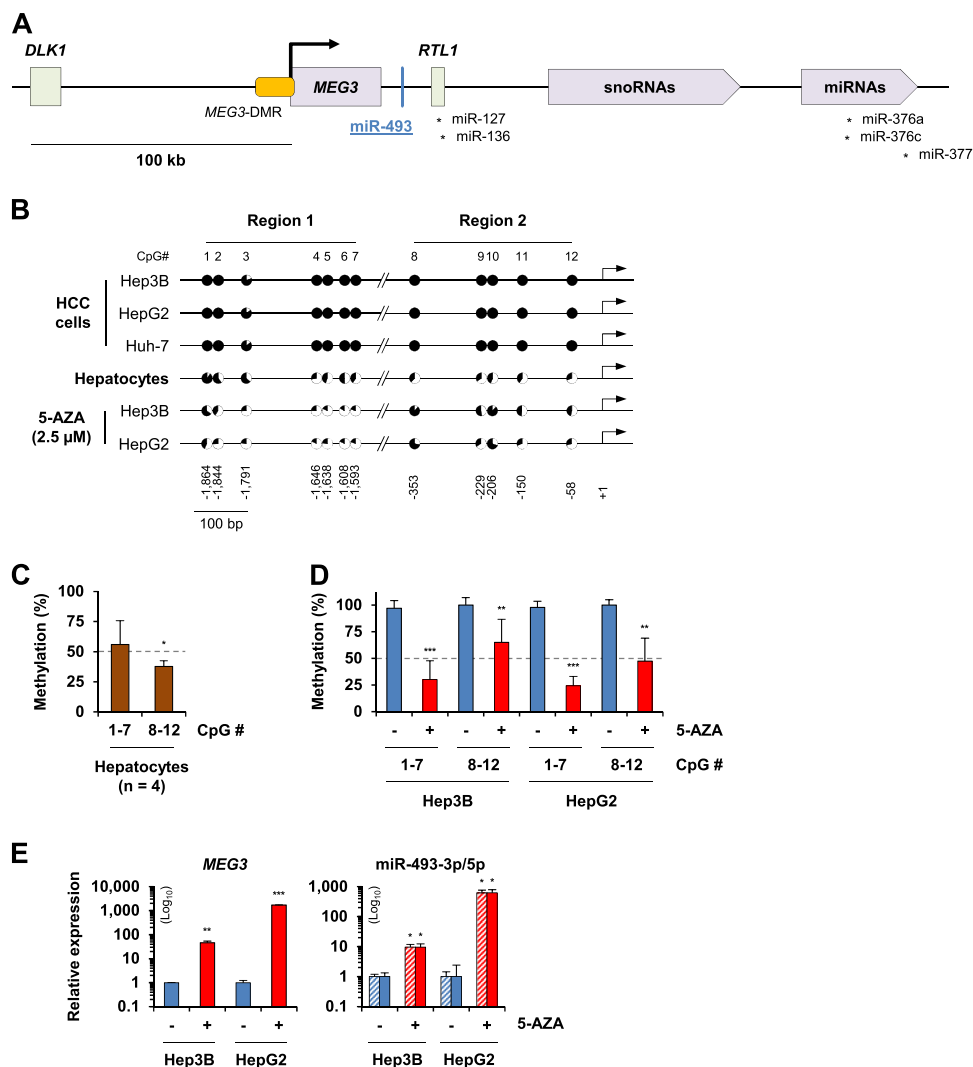 A
DLK1
RTL1
MEG3
snoRNAs
miRNAs
MEG3-DMR
miR-493
* miR-127
* miR-136
* miR-376a
* miR-376c
* miR-377
100 kb
B
Region 1
Region 2
CpG# 1 2 3 4 5 6 7 8 9 10 11 12
HCC
cells
Hep3B
HepG2
Huh-7
Hepatocytes
5-AZA
(2.5 µM)
Hep3B
HepG2
-1,864 -1,844 -1,791 -1,646 -1,638 -1,608 -1,593 -353 -229 -206 -150 -58 +1
100 bp
C
Methylation (%)
100
75
50
25
0
*
1-7 8-12 CpG #
Hepatocytes
(n = 4)
D
Methylation (%)
100
75
50
25
0
*** ** *** **
- + - + - + - + 5-AZA
1-7 8-12 1-7 8-12 CpG #
Hep3B HepG2
E
MEG3
Relative expression
(Log10)
10,000
1,000
100
10
1
0.1
** ***
- + - +
Hep3B HepG2
miR-493-3p/5p
(Log10)
1,000
100
10
1
0.1
* * * *
- + - + 5-AZA
Hep3B HepG2